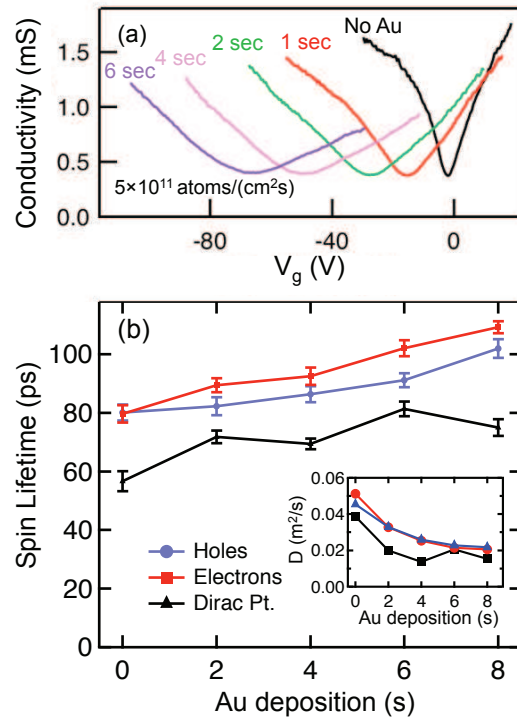 (a)
No Au
2 sec
1 sec
4 sec
6 sec
5×10¹¹ atoms/(cm²s)
Conductivity (mS)
1.5
1.0
0.5
0.0
-80
-40
0
V_g (V)
(b)
Spin Lifetime (ps)
100
80
60
40
20
0
Holes
Electrons
Dirac Pt.
0
2
4
6
8
Au deposition (s)
D (m²/s)
0.06
0.04
0.02
0.00
0 2 4 6 8
Au deposition (s)